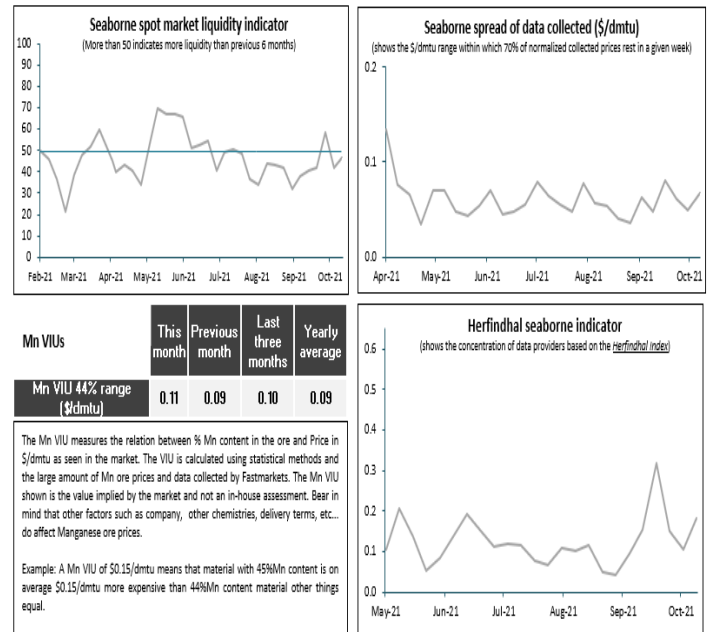 Seaborne spot market liquidity indicator
(More than 50 indicates more liquidity than previous 6 months)
100
90
80
70
60
50
40
30
20
10
0
Feb-21 Mar-21 Apr-21 May-21 Jun-21 Jul-21 Aug-21 Sep-21 Oct-21
Seaborne spread of data collected ($/dmtu)
(shows the $/dmtu range within which 70% of normalized collected prices rest in a given week)
0.2
0.1
0.0
Apr-21 May-21 Jun-21 Jul-21 Aug-21 Sep-21 Oct-21
Mn VIUs
This month
Previous month
Last three months
Yearly average
Mn VIU 44% range ($/dmtu)
0.11 0.09 0.10 0.09
The Mn VIU measures the relation between % Mn content in the ore and Price in
$/dmtu as seen in the market. The VIU is calculated using statistical methods and
the large amount of Mn ore prices and data collected by Fastmarkets. The Mn VIU
shown is the value implied by the market and not an in-house assessment. Bear in
mind that other factors such as company, other chemistries, delivery terms, etc...
do affect Manganese ore prices.
Example: A Mn VIU of $0.15/dmtu means that material with 45%Mn content is on
average $0.15/dmtu more expensive than 44%Mn content material other things
equal.
Herfindhal seaborne indicator
(shows the concentration of data providers based on the Herfindhal Index)
0.6
0.5
0.4
0.3
0.2
0.1
0.0
May-21 Jun-21 Jul-21 Aug-21 Sep-21 Oct-21